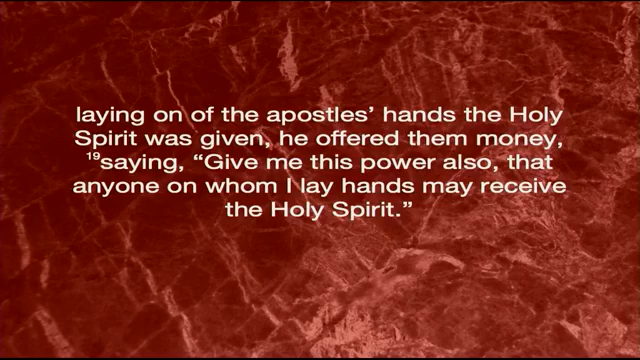 laying on of the apostles’ hands the Holy
Spirit was given, he offered them money,
19saying, “Give me this power also, that
anyone on whom I lay hands may receive
the Holy Spirit.”